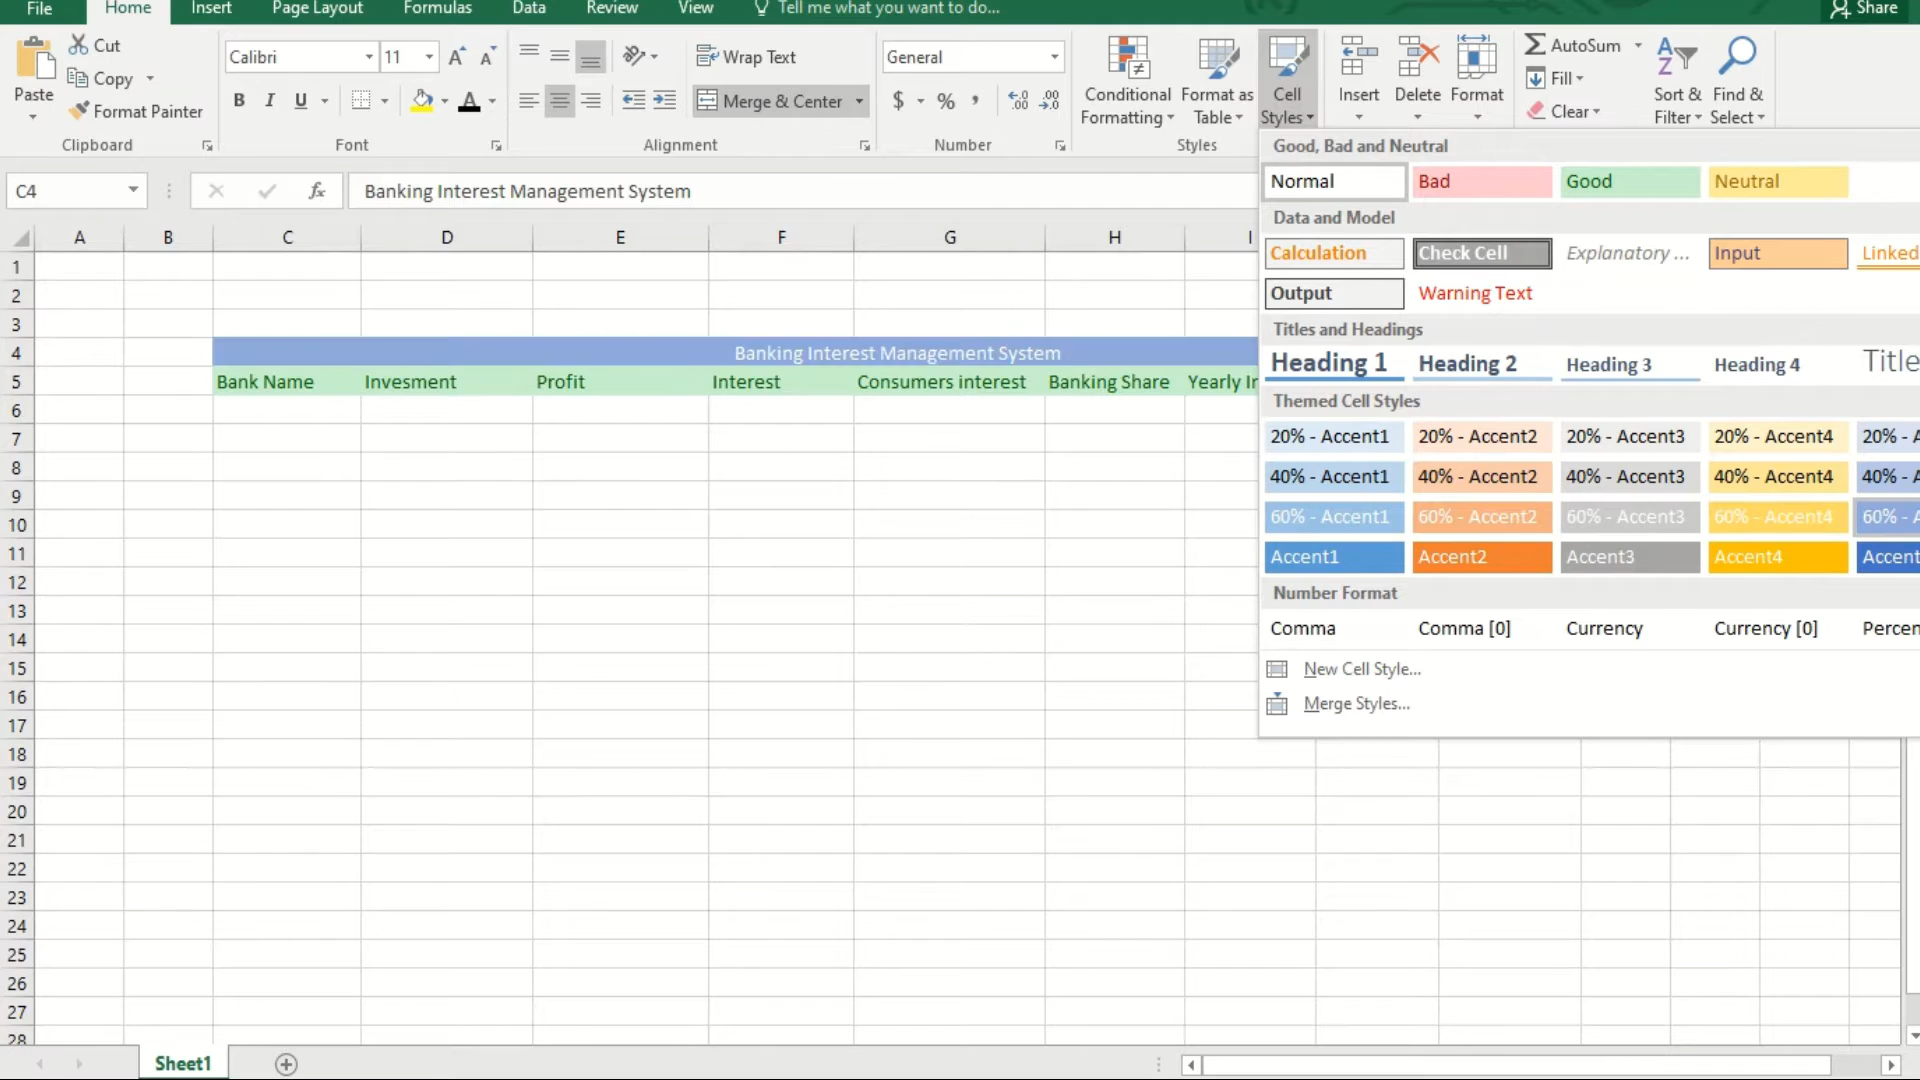 File Home Insert Page Layout Formulas Data Review View Tell me what you want to do... Share
Paste
Cut
Copy
Format Painter
Clipboard
Calibri 11
B I U
Font
Wrap Text
Merge & Center
Alignment
General
$ %
Number
Conditional Formatting
Format as Table
Cell Styles
Styles
Insert
Delete
Format
AutoSum
Fill
Clear
Sort & Filter
Find & Select
C4 fx Banking Interest Management System
A B C D E F G H I
Good, Bad and Neutral
Normal Bad Good Neutral
Data and Model
Calculation Check Cell Explanatory ... Input Linked
Output Warning Text
Titles and Headings
Heading 1 Heading 2 Heading 3 Heading 4 Title
Themed Cell Styles
20% - Accent1 20% - Accent2 20% - Accent3 20% - Accent4 20% - A
40% - Accent1 40% - Accent2 40% - Accent3 40% - Accent4 40% - A
60% - Accent1 60% - Accent2 60% - Accent3 60% - Accent4 60% - A
Accent1 Accent2 Accent3 Accent4 Accent
Number Format
Comma Comma [0] Currency Currency [0] Percen
New Cell Style...
Merge Styles...
1
2
3
4 Banking Interest Management System
5 Bank Name Invesment Profit Interest Consumers interest Banking Share Yearly In
6
7
8
9
10
11
12
13
14
15
16
17
18
19
20
21
22
23
24
25
26
27
28
Sheet1